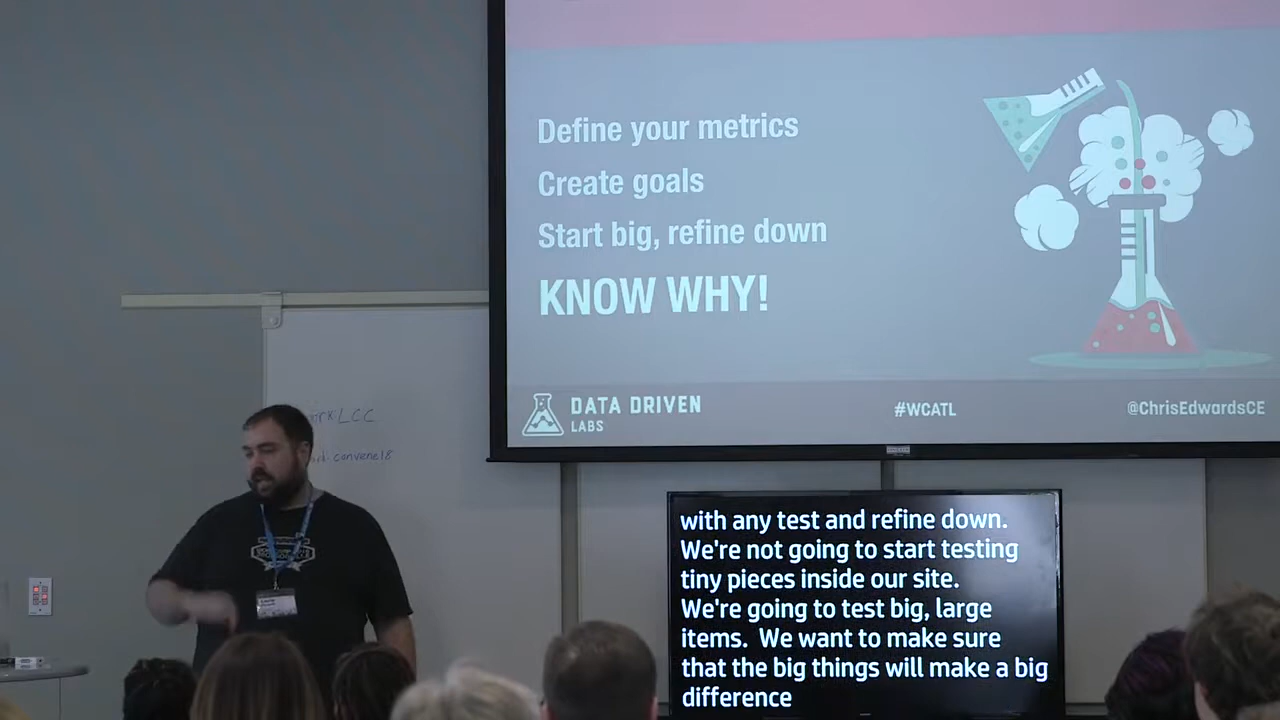 Define your metrics
Create goals
Start big, refine down
KNOW WHY!
DATA DRIVEN
LABS
#WCATL
@ChrisEdwardsCE
LCC
convene18
with any test and refine down.
We're not going to start testing
tiny pieces inside our site.
We're going to test big, large
items. We want to make sure
that the big things will make a big
difference